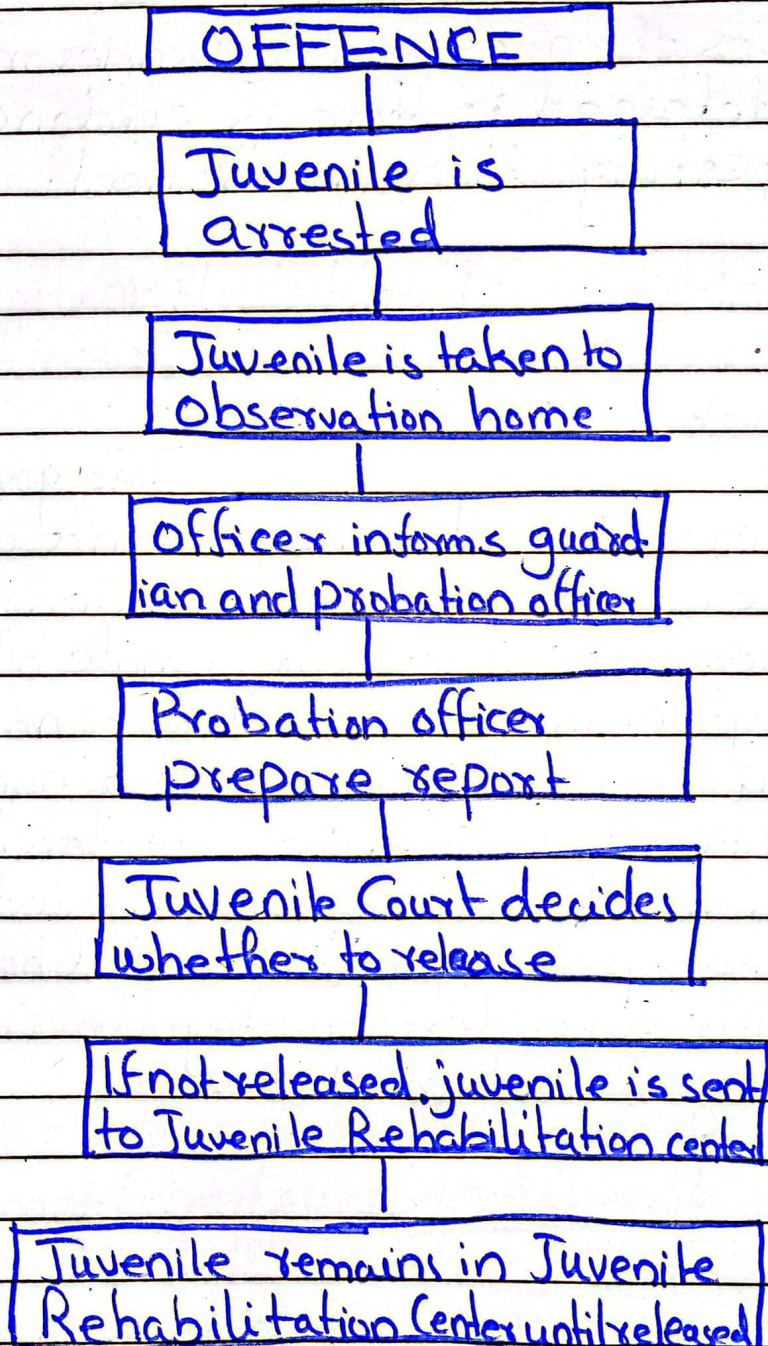 OFFENCE
Juvenile is
arrested
Juvenile is taken to
Observation home
Officer informs guard
ian and probation officer
Probation officer
prepare report
Juvenile Court decides
whether to release
If not released, juvenile is sent
to Juvenile Rehabilitation center
Juvenile remains in Juvenile
Rehabilitation Center until released